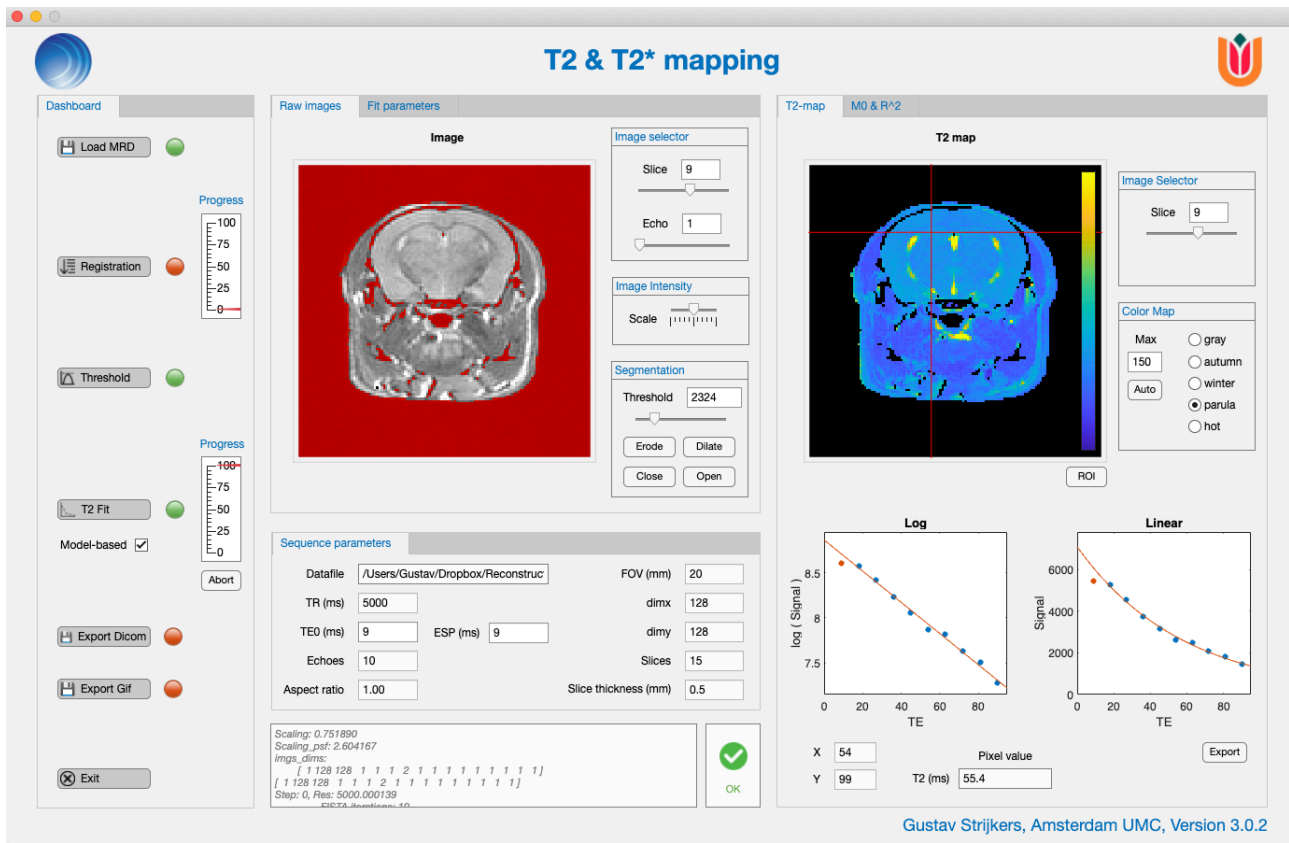 T2 & T2* mapping
Dashboard
Load MRD
Progress
100
75
50
25
0
Registration
Threshold
Progress
100
75
50
25
0
T2 Fit
Model-based
Abort
Export Dicom
Export Gif
Exit
Raw images Fit parameters
Image
Image selector
Slice 9
Echo 1
Image Intensity
Scale
Segmentation
Threshold 2324
Erode Dilate
Close Open
Sequence parameters
Datafile /Users/Gustav/Dropbox/Reconstruc FOV (mm) 20
TR (ms) 5000 dimx 128
TE0 (ms) 9 ESP (ms) 9 dimy 128
Echoes 10 Slices 15
Aspect ratio 1.00 Slice thickness (mm) 0.5
Scaling: 0.751890
Scaling_psf: 2.604167
imgs_dims:
[ 1 128 128 1 1 1 2 1 1 1 1 1 1 1 1 1 ]
[ 1 128 128 1 1 1 2 1 1 1 1 1 1 1 1 1 ]
Step: 0, Res: 5000.000139
FISTA iterations: 10
OK
T2-map M0 & R^2
T2 map
Image Selector
Slice 9
Color Map
Max
150
Auto
gray
autumn
winter
parula
hot
ROI
Log
8.5
8
7.5
log ( Signal )
0 20 40 60 80
TE
Linear
6000
4000
2000
0
Signal
0 20 40 60 80
TE
X 54
Y 99
Pixel value
T2 (ms) 55.4
Export
Gustav Strijkers, Amsterdam UMC, Version 3.0.2